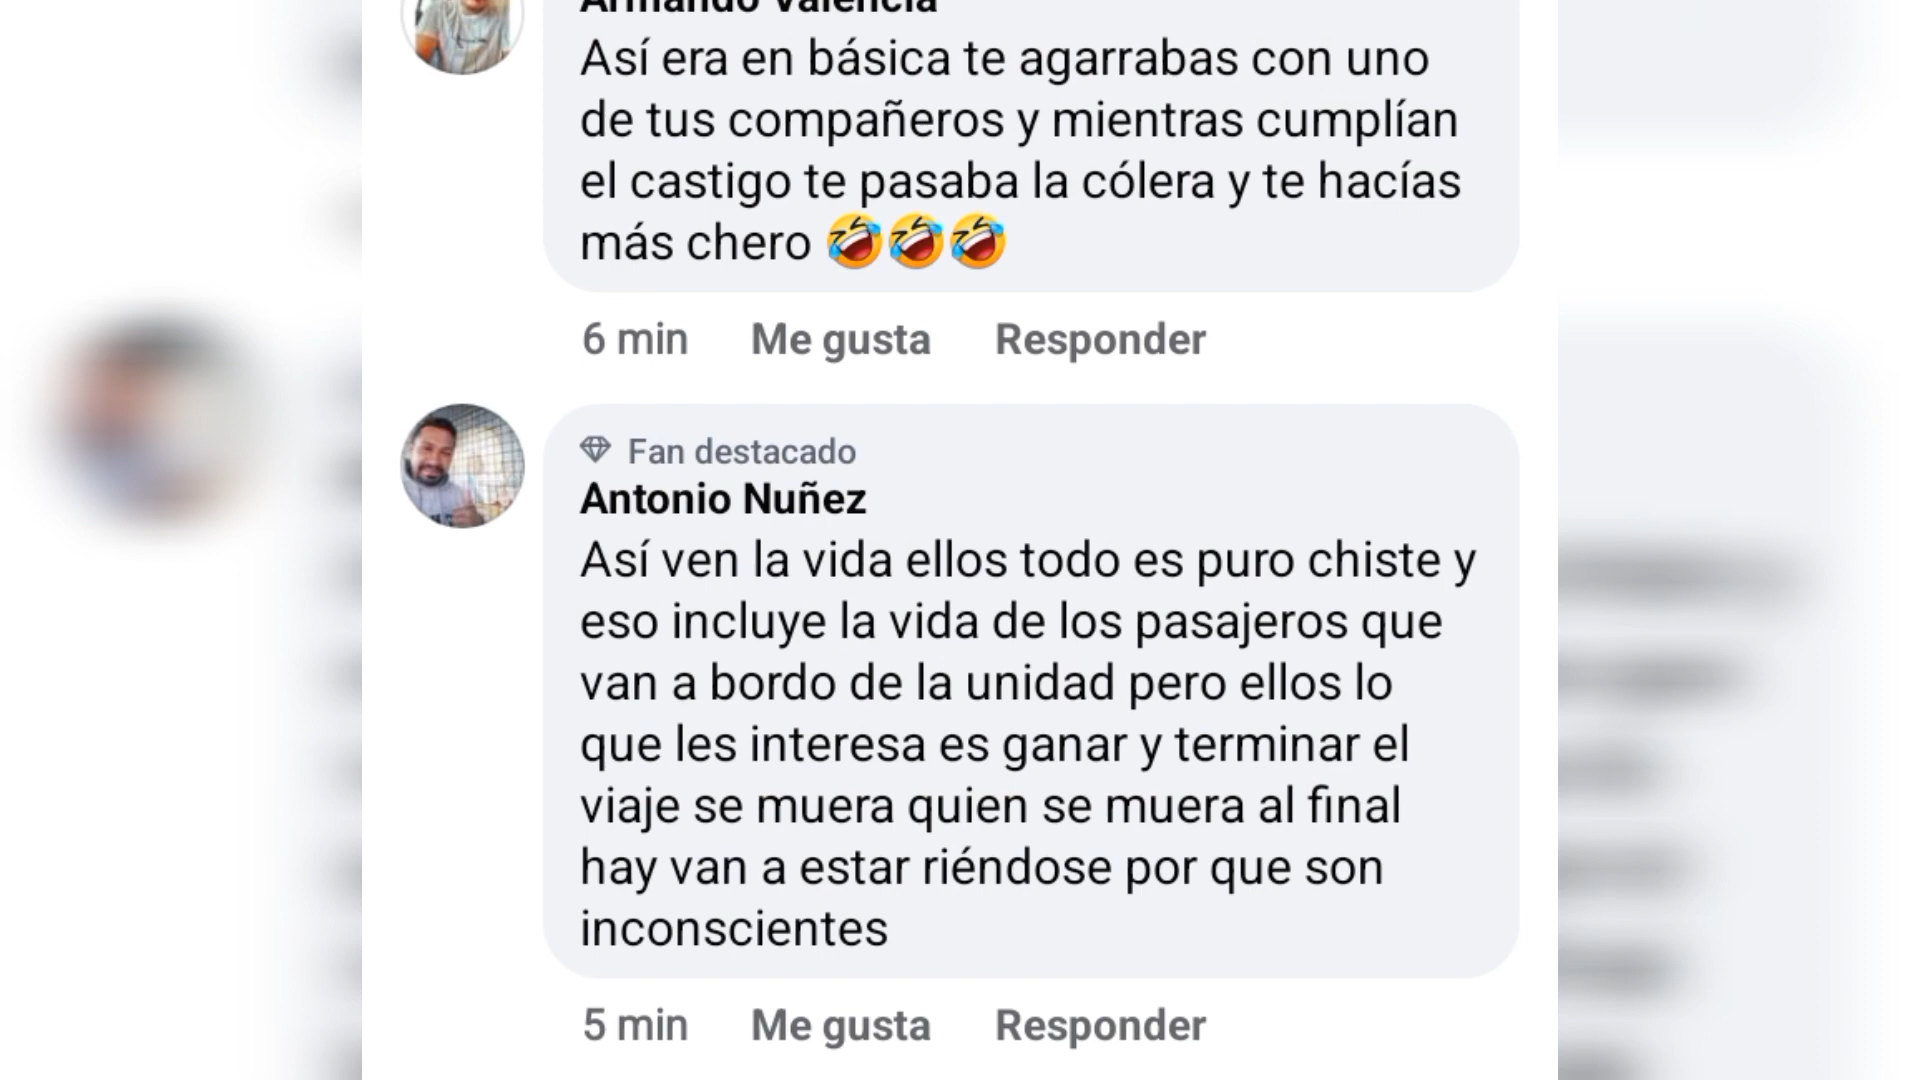 Armando Valencia
Así era en básica te agarrabas con uno
de tus compañeros y mientras cumplían
el castigo te pasaba la cólera y te hacías
más chero 🤣🤣🤣
6 min Me gusta Responder
Fan destacado
Antonio Nuñez
Así ven la vida ellos todo es puro chiste y
eso incluye la vida de los pasajeros que
van a bordo de la unidad pero ellos lo
que les interesa es ganar y terminar el
viaje se muera quien se muera al final
hay van a estar riéndose por que son
inconscientes
5 min Me gusta Responder